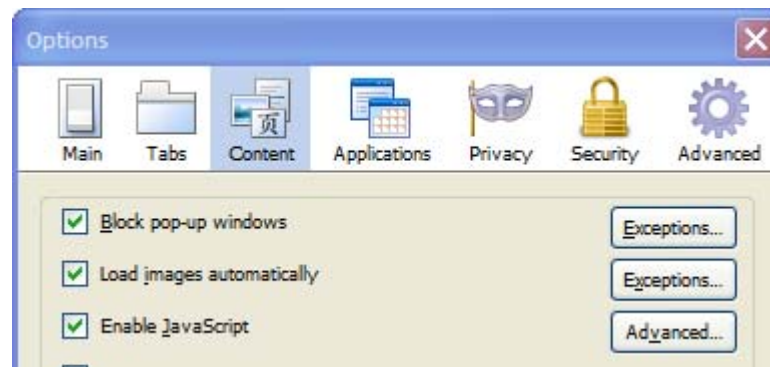 Options
Main Tabs Content Applications Privacy Security Advanced
页
Block pop-up windows Exceptions...
Load images automatically Exceptions...
Enable JavaScript Advanced...